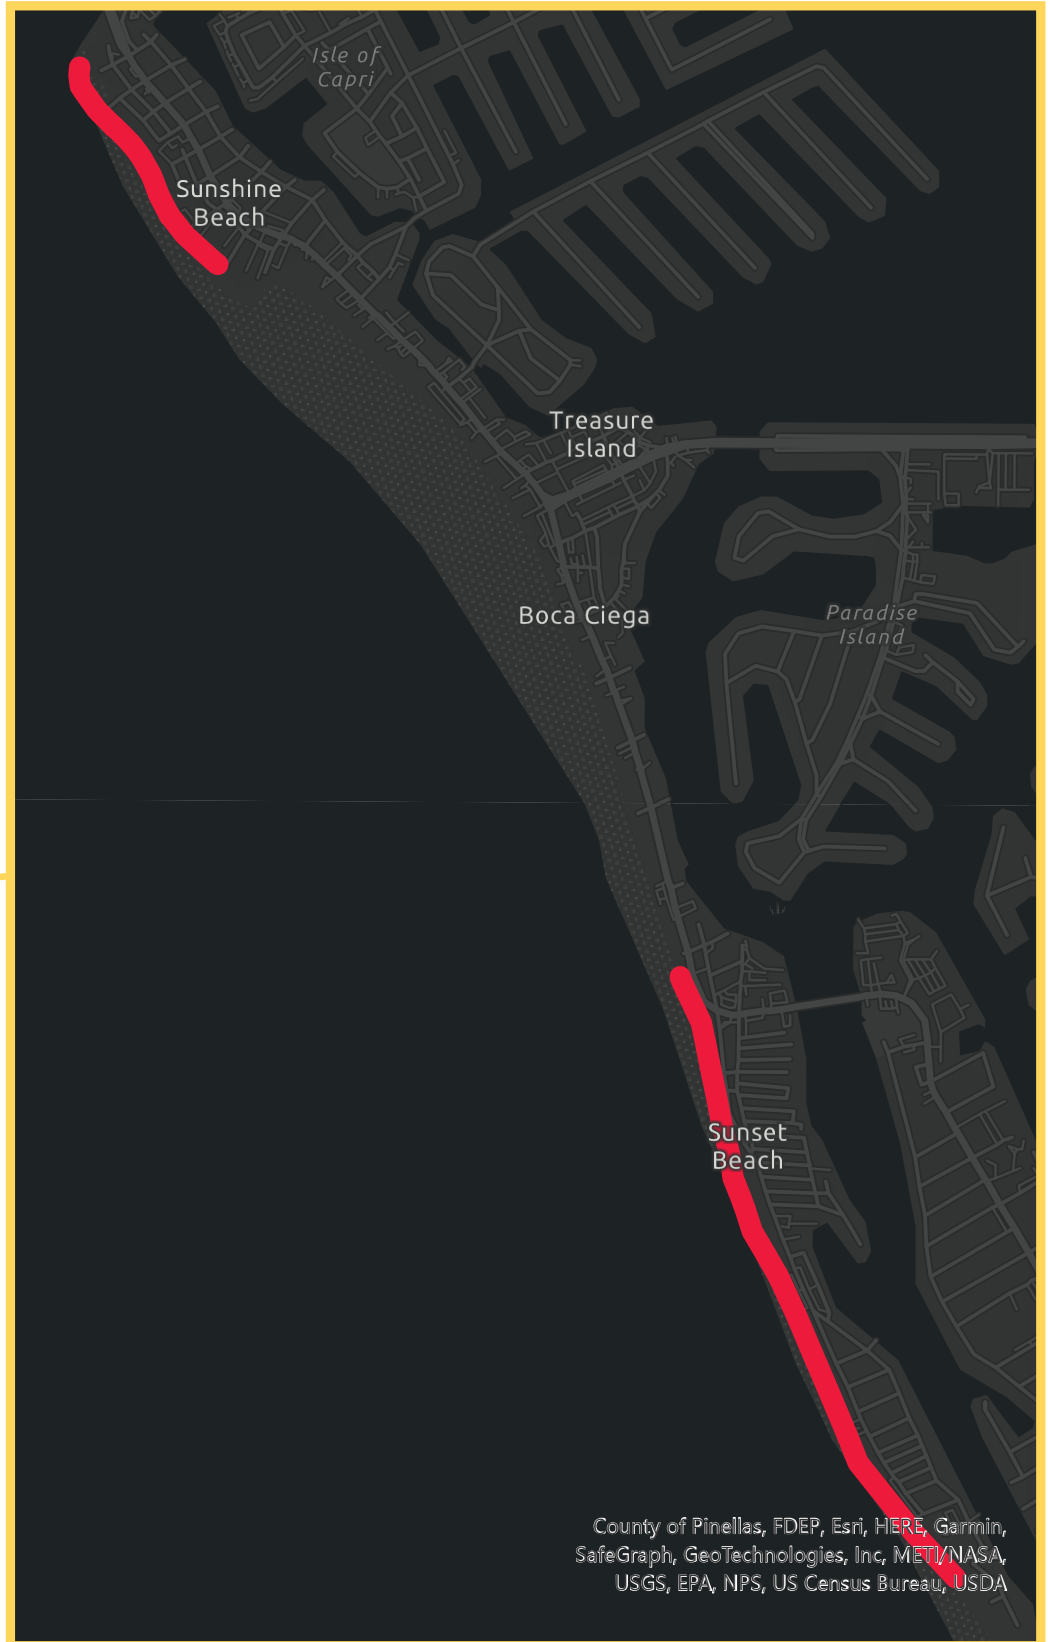 Isle of
Capri
Sunshine
Beach
Treasure
Island
Boca Ciega
Paradise
Island
Sunset
Beach
County of Pinellas, FDEP, Esri, HERE, Garmin,
SafeGraph, GeoTechnologies, Inc, METI/NASA,
USGS, EPA, NPS, US Census Bureau, USDA